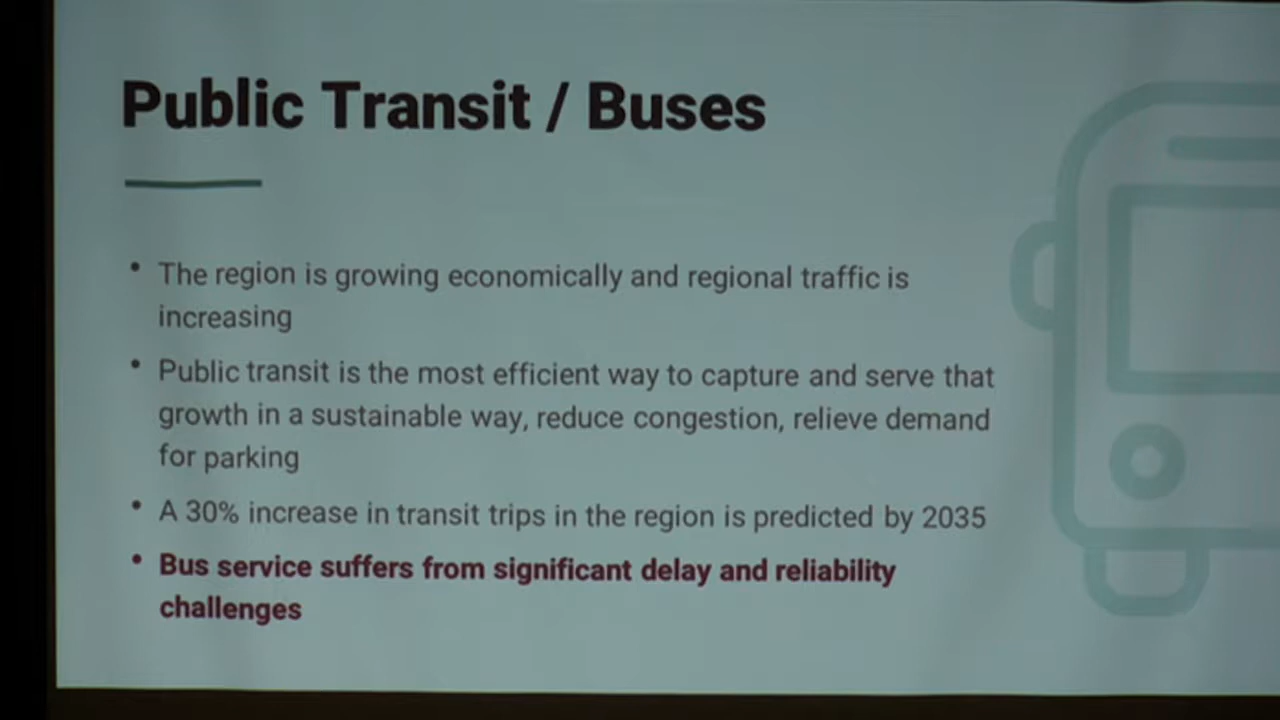 Public Transit / Buses
• The region is growing economically and regional traffic is
increasing
• Public transit is the most efficient way to capture and serve that
growth in a sustainable way, reduce congestion, relieve demand
for parking
• A 30% increase in transit trips in the region is predicted by 2035
• Bus service suffers from significant delay and reliability
challenges